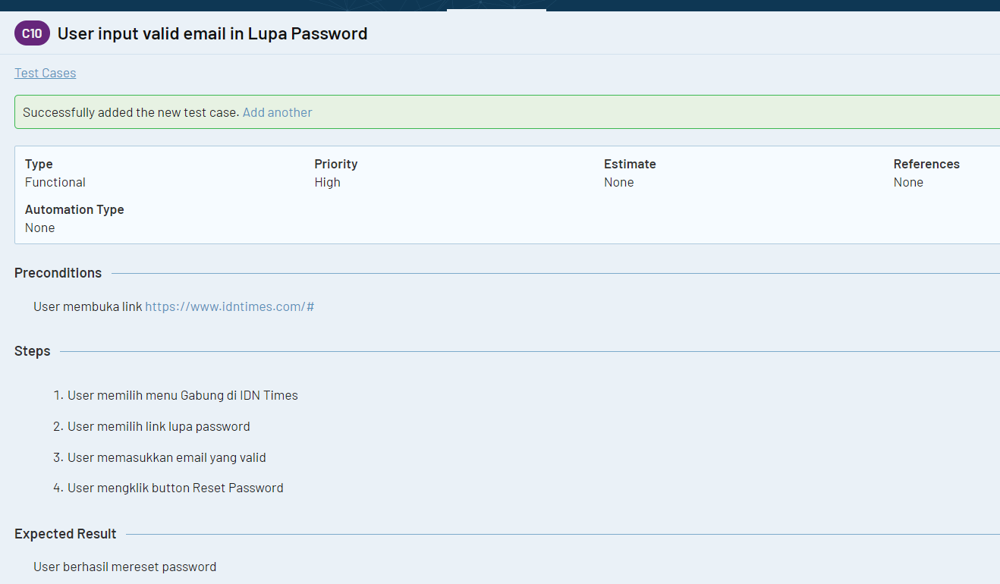 C10 User input valid email in Lupa Password
Test Cases
Successfully added the new test case. Add another
Type Priority Estimate References
Functional High None None
Automation Type
None
Preconditions
User membuka link https://www.idntimes.com/#
Steps
1. User memilih menu Gabung di IDN Times
2. User memilih link lupa password
3. User memasukkan email yang valid
4. User mengklik button Reset Password
Expected Result
User berhasil mereset password